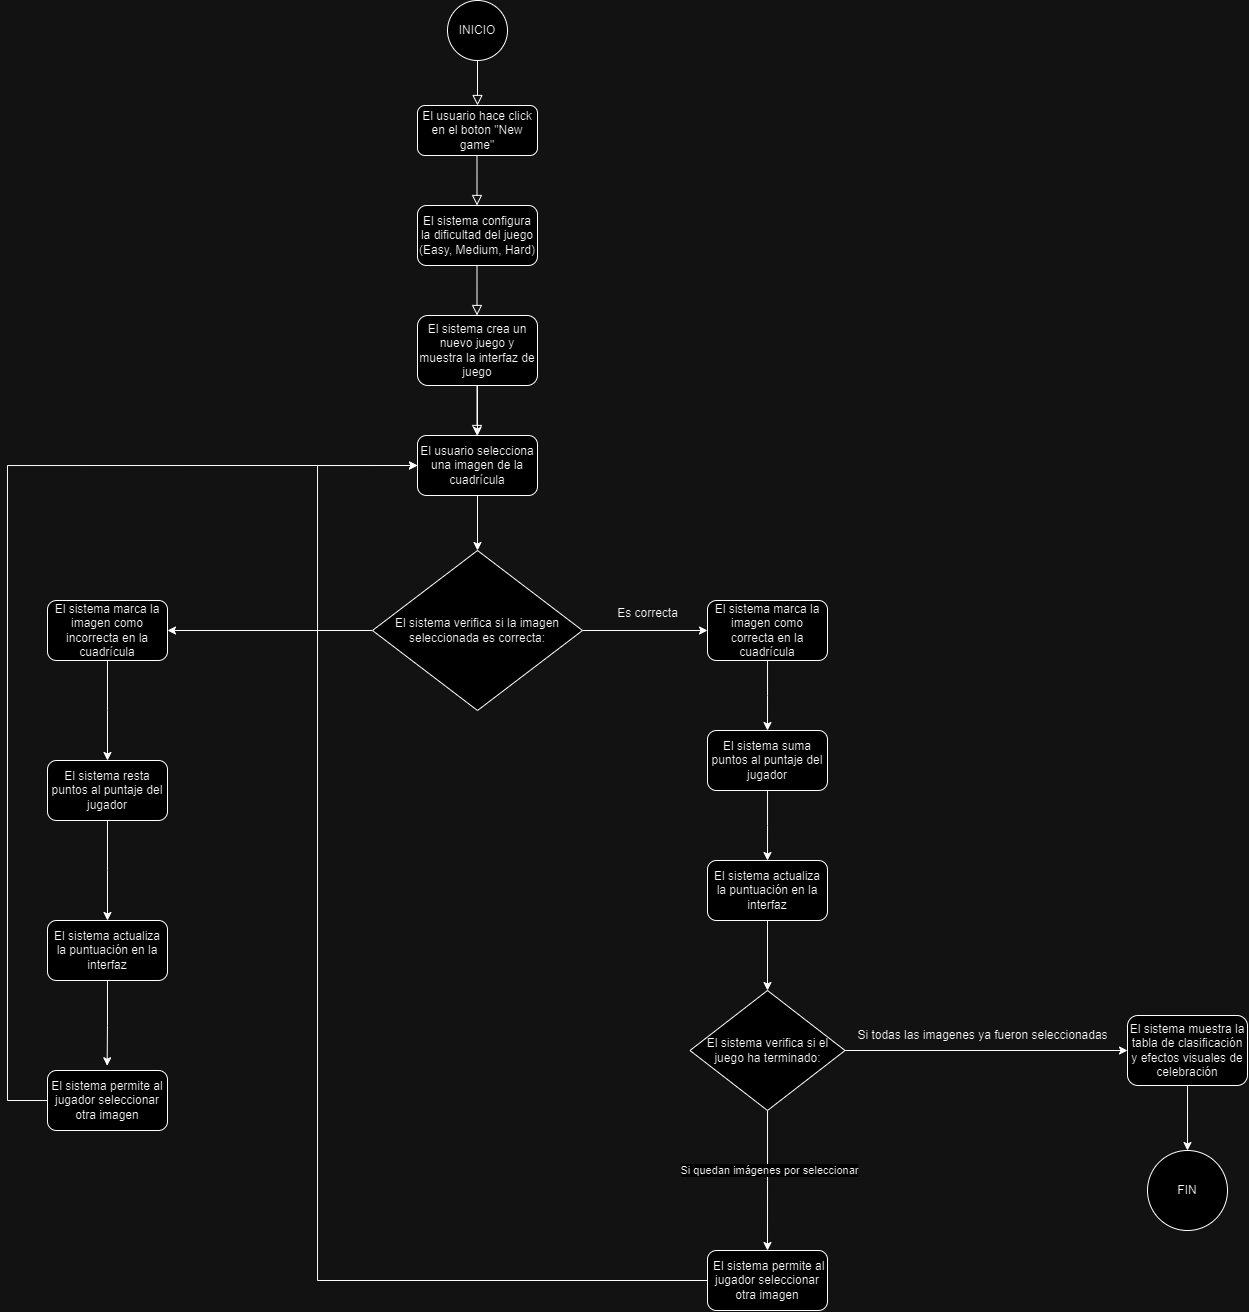 INICIO
El usuario hace click
en el boton "New
game"
El sistema configura
la dificultad del juego
(Easy, Medium, Hard)
El sistema crea un
nuevo juego y
muestra la interfaz de
juego
El usuario selecciona
una imagen de la
cuadrícula
El sistema verifica si la imagen
seleccionada es correcta:
El sistema marca la
imagen como
incorrecta en la
cuadrícula
El sistema resta
puntos al puntaje del
jugador
El sistema actualiza
la puntuación en la
interfaz
El sistema permite al
jugador seleccionar
otra imagen
Es correcta
El sistema marca la
imagen como
correcta en la
cuadrícula
El sistema suma
puntos al puntaje del
jugador
El sistema actualiza
la puntuación en la
interfaz
El sistema verifica si el
juego ha terminado:
Si todas las imagenes ya fueron seleccionadas
El sistema muestra la
tabla de clasificación
y efectos visuales de
celebración
FIN
Si quedan imágenes por seleccionar
El sistema permite al
jugador seleccionar
otra imagen